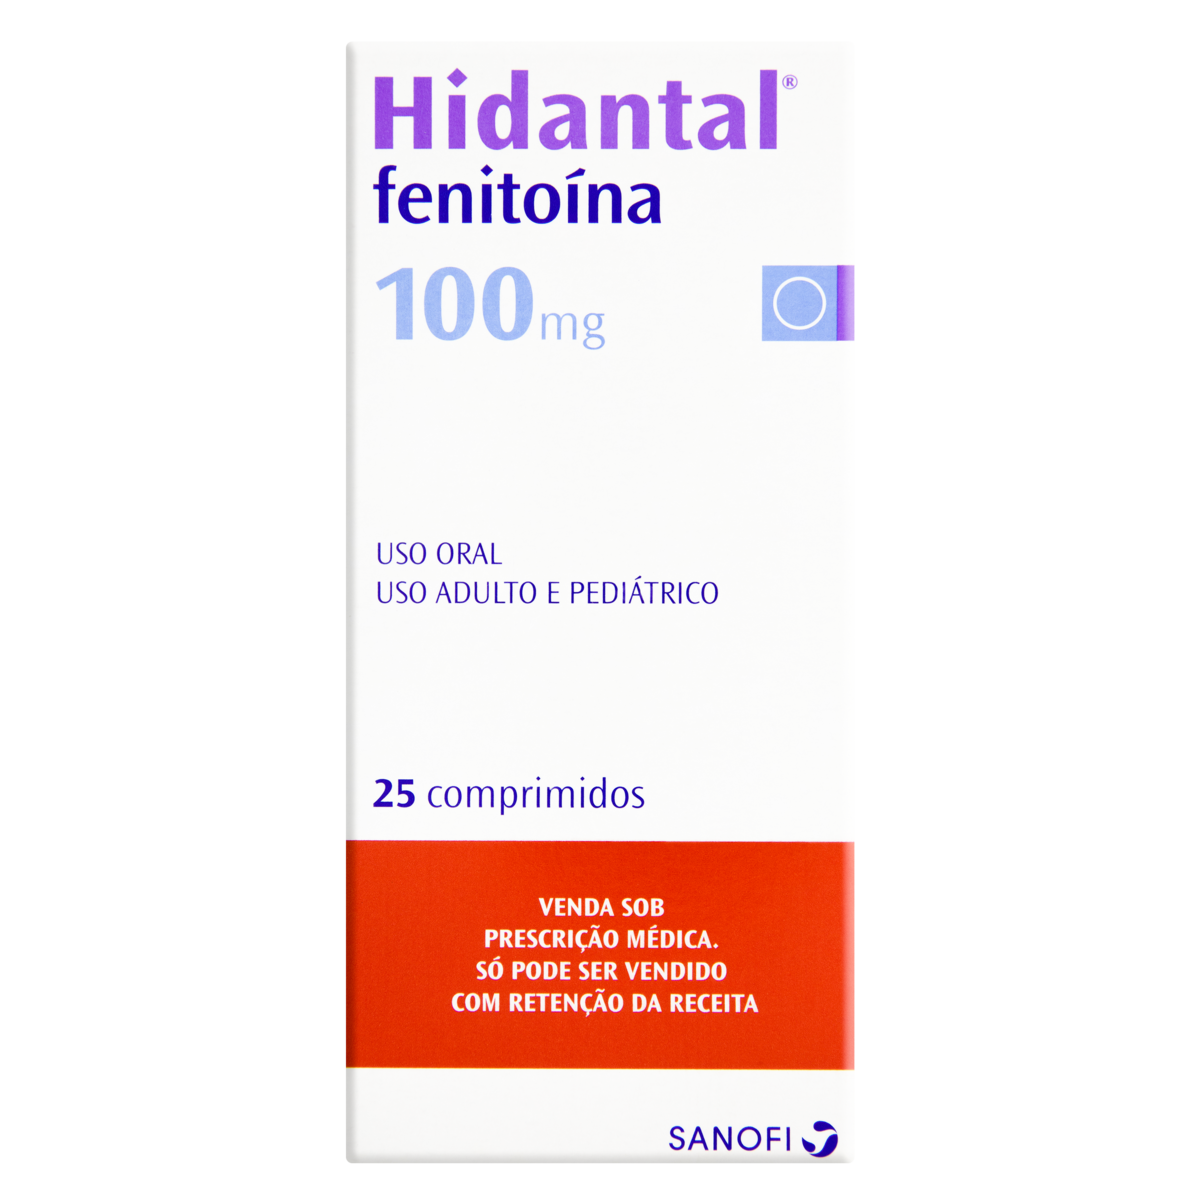 Hidantal®
fenitoína
100mg
USO ORAL
USO ADULTO E PEDIÁTRICO
25 comprimidos
VENDA SOB
PRESCRIÇÃO MÉDICA.
SÓ PODE SER VENDIDO
COM RETENÇÃO DA RECEITA
SANOFI